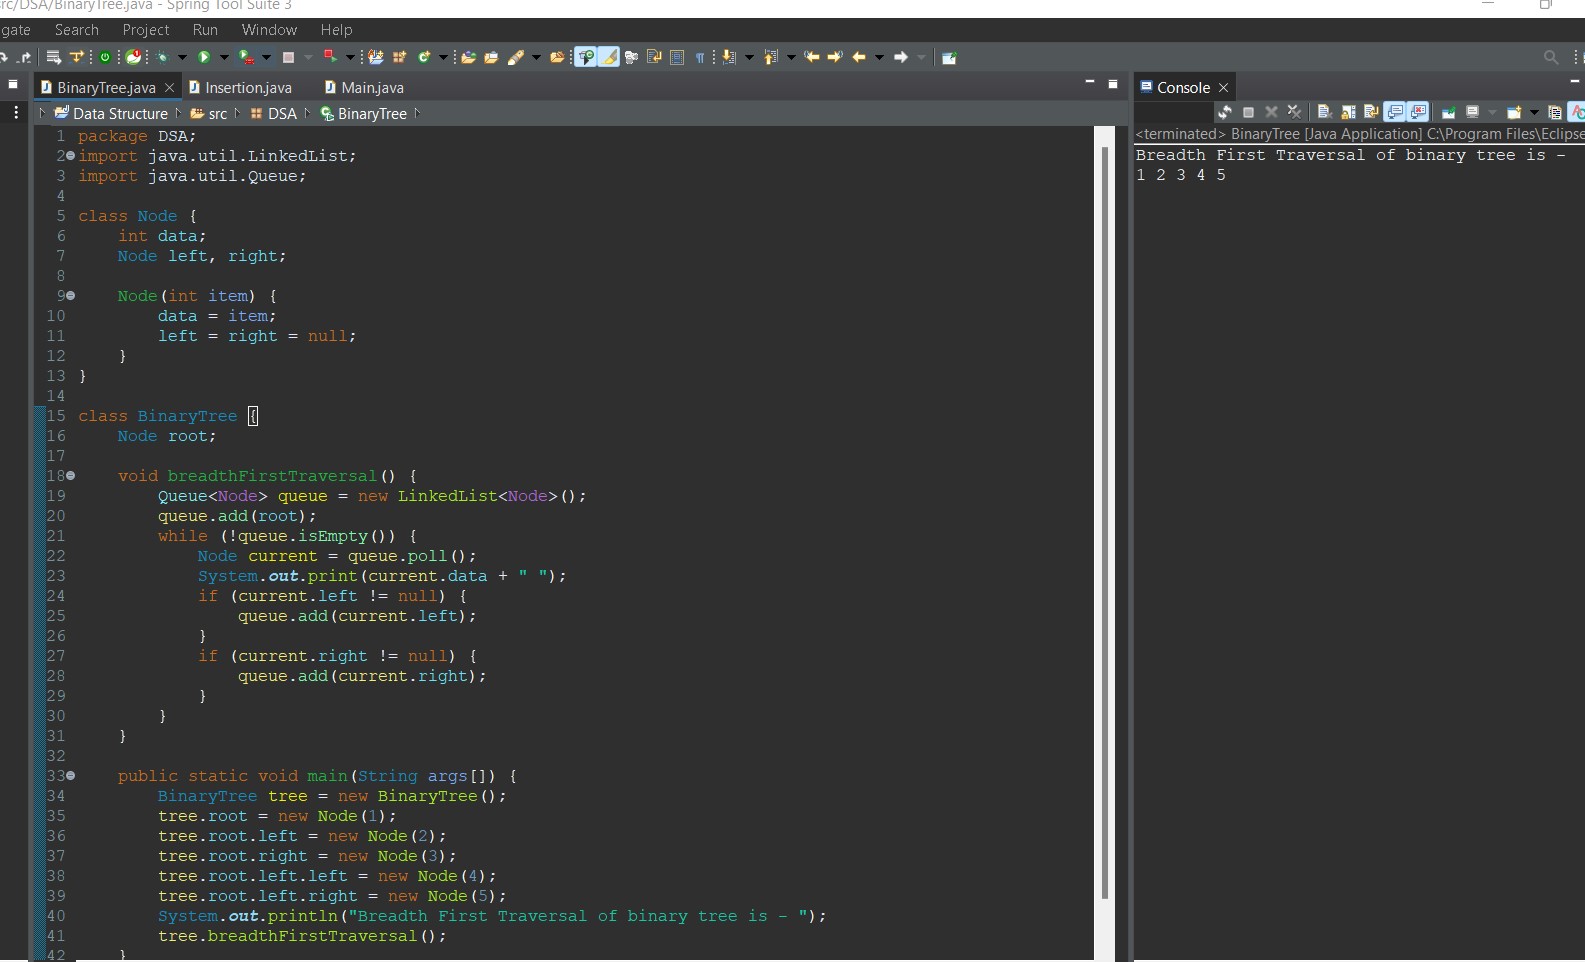 src/DSA/BinaryTree.java - Spring Tool Suite 3
gate Search Project Run Window Help
BinaryTree.java Insertion.java Main.java
Data Structure src DSA BinaryTree
1 package DSA;
2 import java.util.LinkedList;
3 import java.util.Queue;
4
5 class Node {
6     int data;
7     Node left, right;
8
9     Node(int item) {
10         data = item;
11         left = right = null;
12     }
13 }
14
15 class BinaryTree {
16     Node root;
17
18     void breadthFirstTraversal() {
19         Queue<Node> queue = new LinkedList<Node>();
20         queue.add(root);
21         while (!queue.isEmpty()) {
22             Node current = queue.poll();
23             System.out.print(current.data + " ");
24             if (current.left != null) {
25                 queue.add(current.left);
26             }
27             if (current.right != null) {
28                 queue.add(current.right);
29             }
30         }
31     }
32
33     public static void main(String args[]) {
34         BinaryTree tree = new BinaryTree();
35         tree.root = new Node(1);
36         tree.root.left = new Node(2);
37         tree.root.right = new Node(3);
38         tree.root.left.left = new Node(4);
39         tree.root.left.right = new Node(5);
40         System.out.println("Breadth First Traversal of binary tree is - ");
41         tree.breadthFirstTraversal();
42     }
Console
<terminated> BinaryTree [Java Application] C:\Program Files\Eclipse
Breadth First Traversal of binary tree is -
1 2 3 4 5